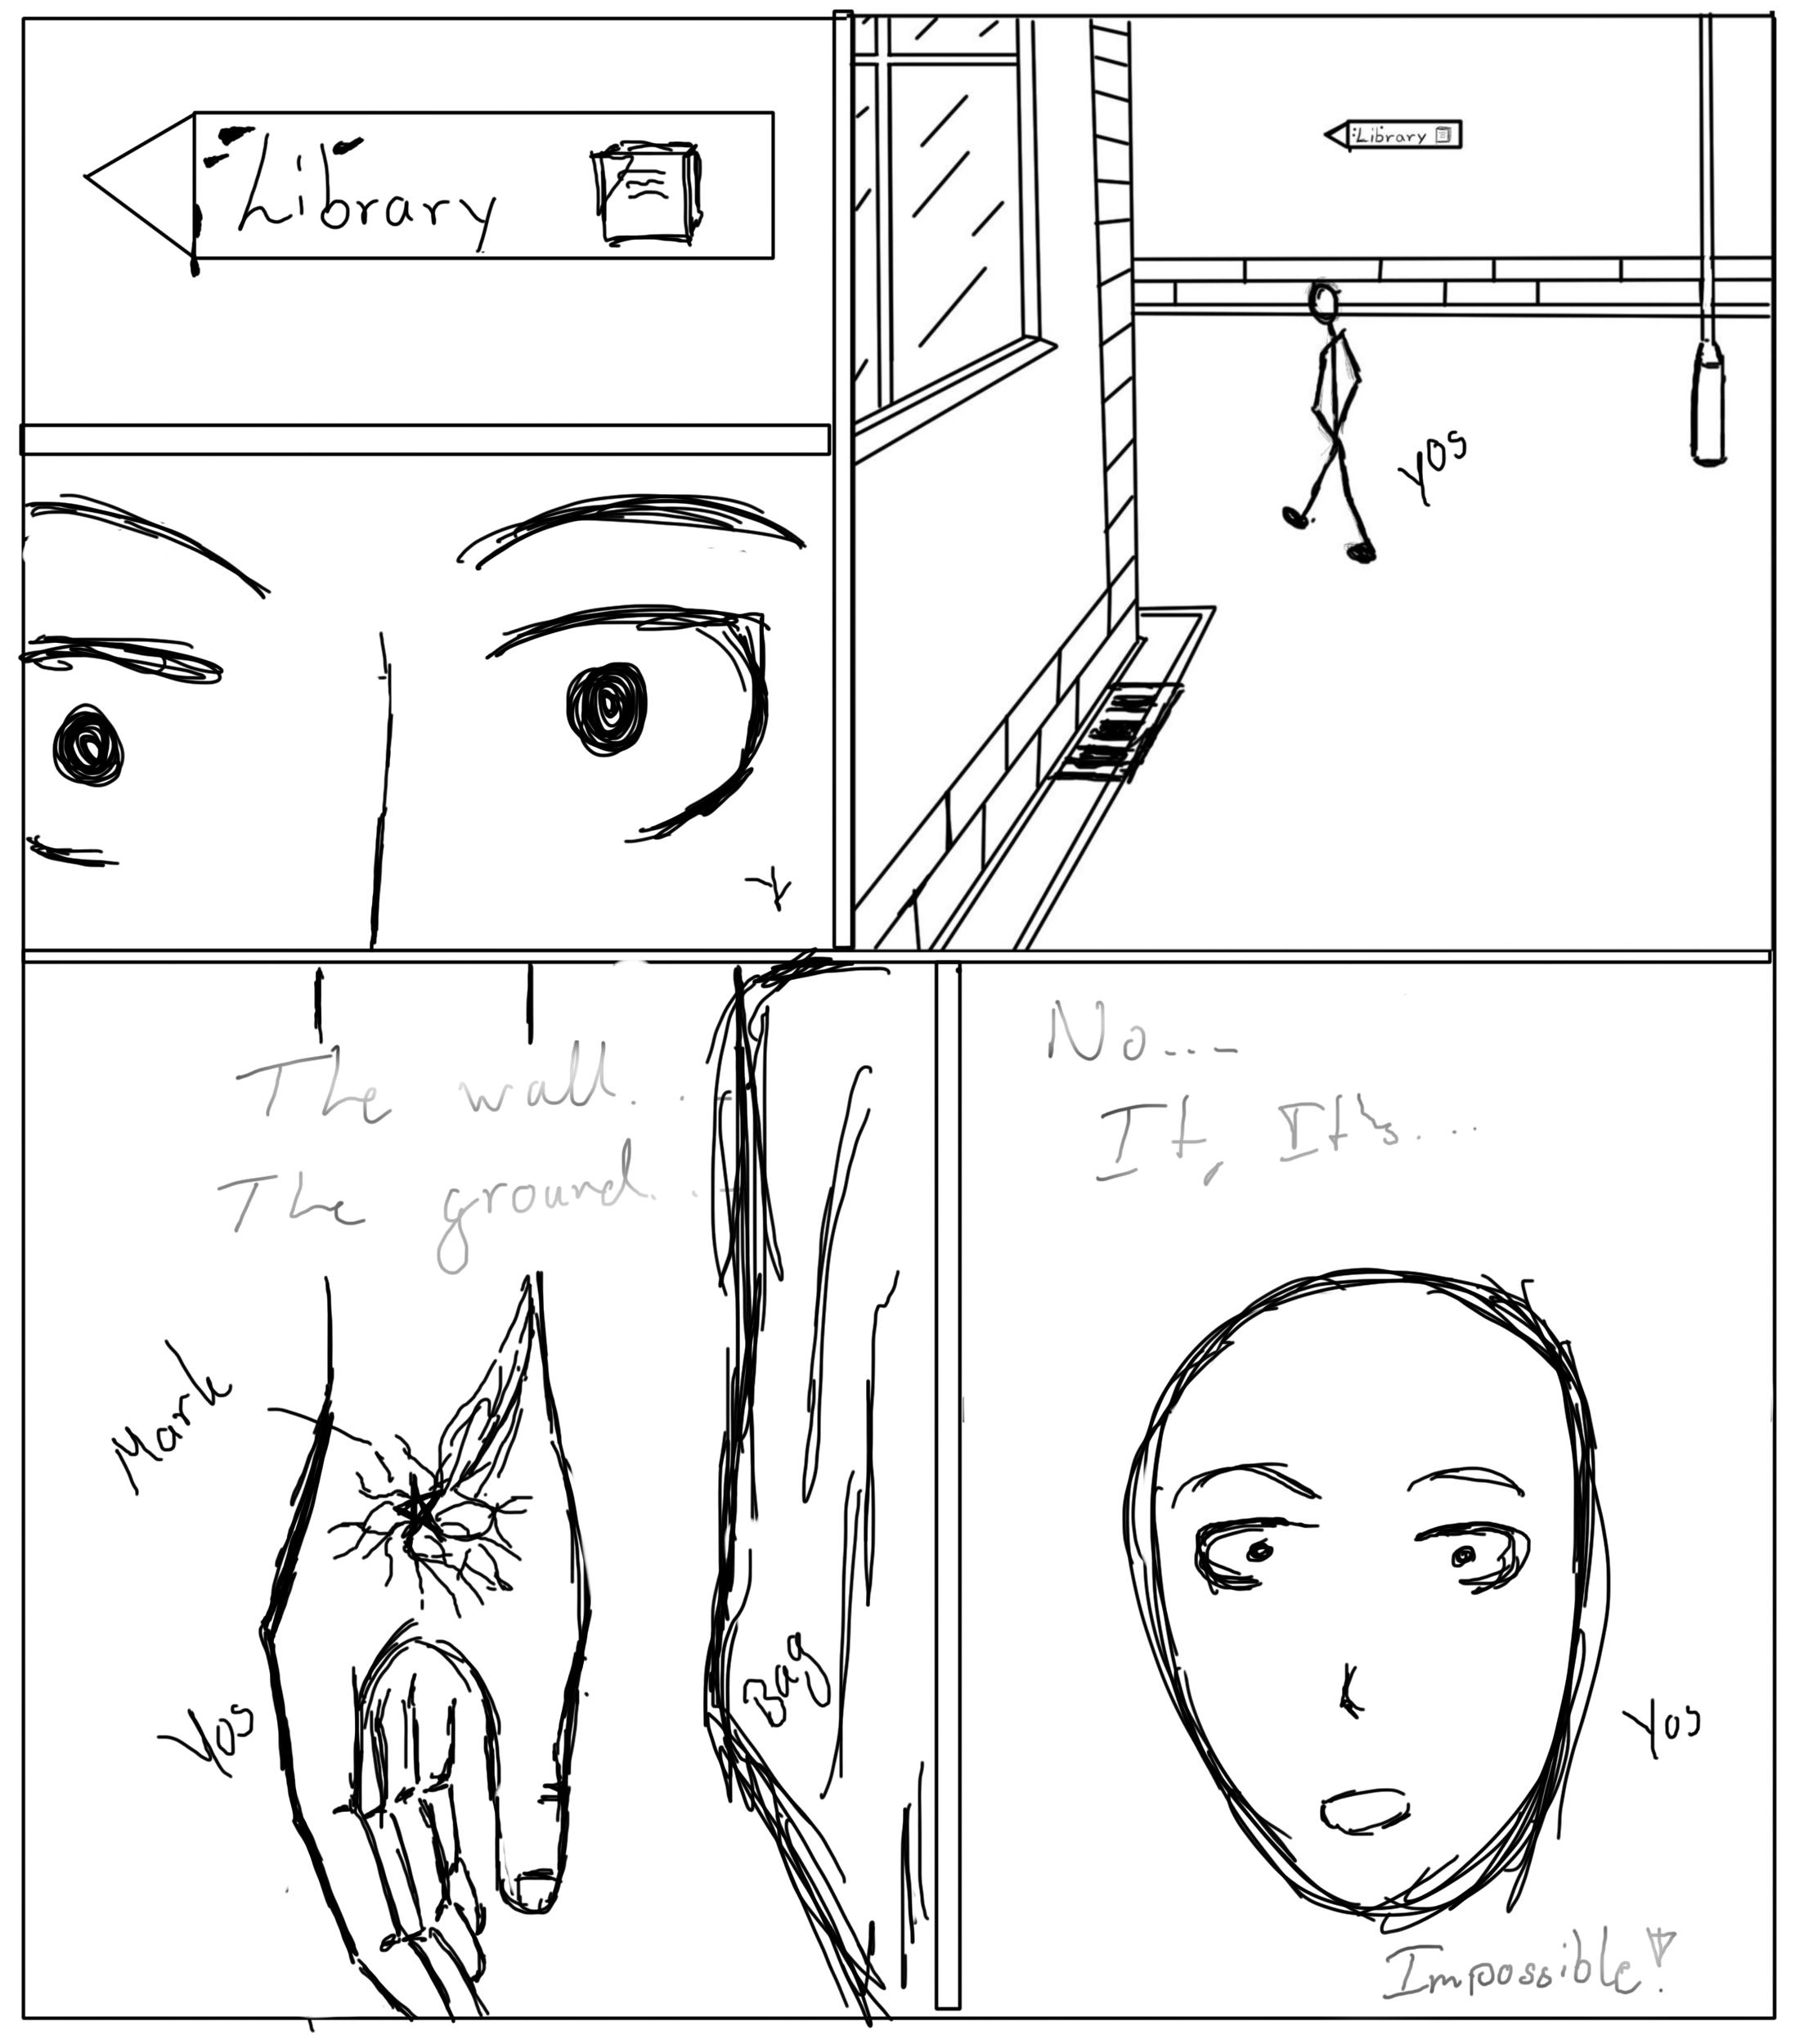 Library
Library
Yos
Y
The wall...
The ground...
Mark
Yos
Bag
No...
It, It's...
Yos
Impossible!